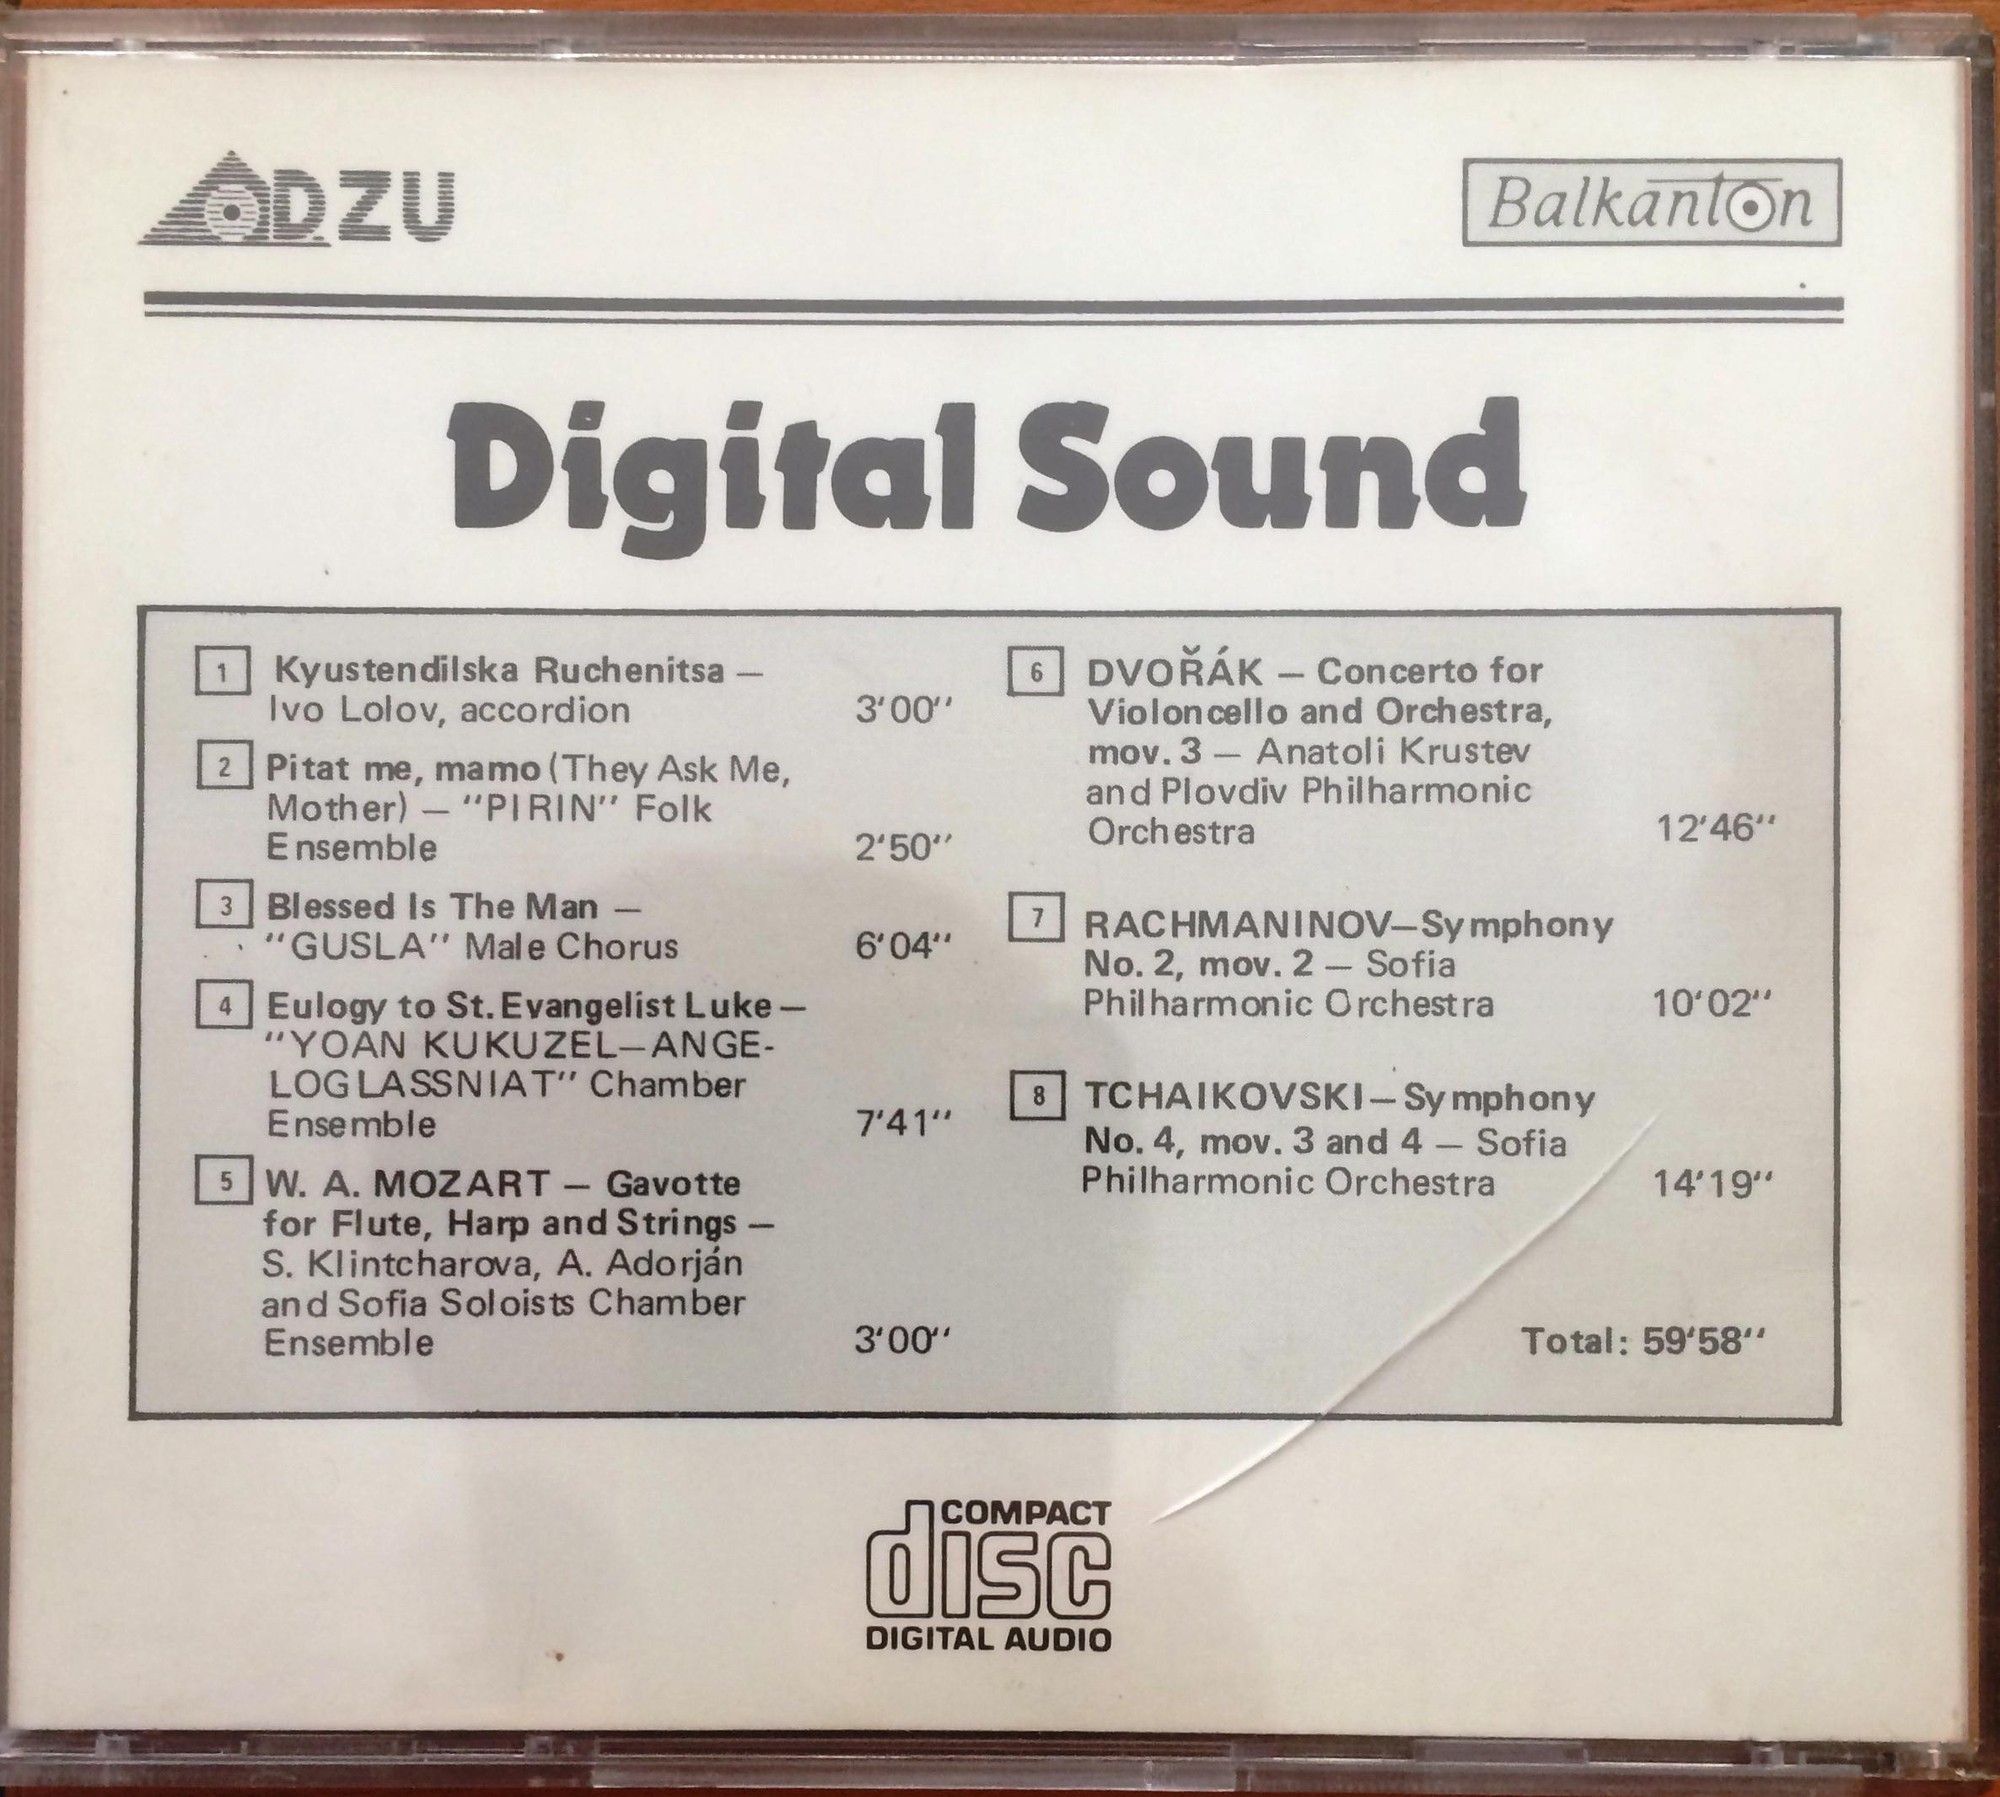 DZU
Balkanton
Digital Sound
1 Kyustendilska Ruchenitsa —
Ivo Lolov, accordion 3'00''
2 Pitat me, mamo (They Ask Me,
Mother) — ''PIRIN'' Folk
Ensemble 2'50''
3 Blessed Is The Man —
''GUSLA'' Male Chorus 6'04''
4 Eulogy to St. Evangelist Luke —
''YOAN KUKUZEL—ANGE-
LOGLASSNIAT'' Chamber
Ensemble 7'41''
5 W. A. MOZART — Gavotte
for Flute, Harp and Strings —
S. Klintcharova, A. Adorján
and Sofia Soloists Chamber
Ensemble 3'00''
6 DVOŘÁK — Concerto for
Violoncello and Orchestra,
mov. 3 — Anatoli Krustev
and Plovdiv Philharmonic
Orchestra 12'46''
7 RACHMANINOV—Symphony
No. 2, mov. 2 — Sofia
Philharmonic Orchestra 10'02''
8 TCHAIKOVSKI—Symphony
No. 4, mov. 3 and 4 — Sofia
Philharmonic Orchestra 14'19''
Total: 59'58''
COMPACT
disc
DIGITAL AUDIO